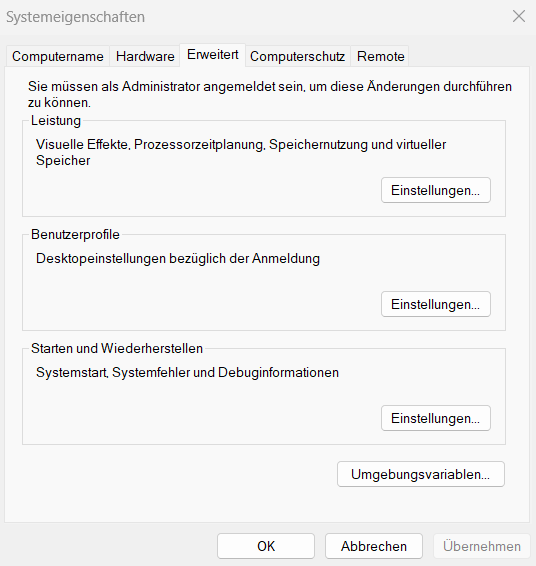 Systemeigenschaften
Computername Hardware Erweitert Computerschutz Remote
Sie müssen als Administrator angemeldet sein, um diese Änderungen durchführen
zu können.
Leistung
Visuelle Effekte, Prozessorzeitplanung, Speichernutzung und virtueller
Speicher
Einstellungen...
Benutzerprofile
Desktopeinstellungen bezüglich der Anmeldung
Einstellungen...
Starten und Wiederherstellen
Systemstart, Systemfehler und Debuginformationen
Einstellungen...
Umgebungsvariablen...
OK Abbrechen Übernehmen